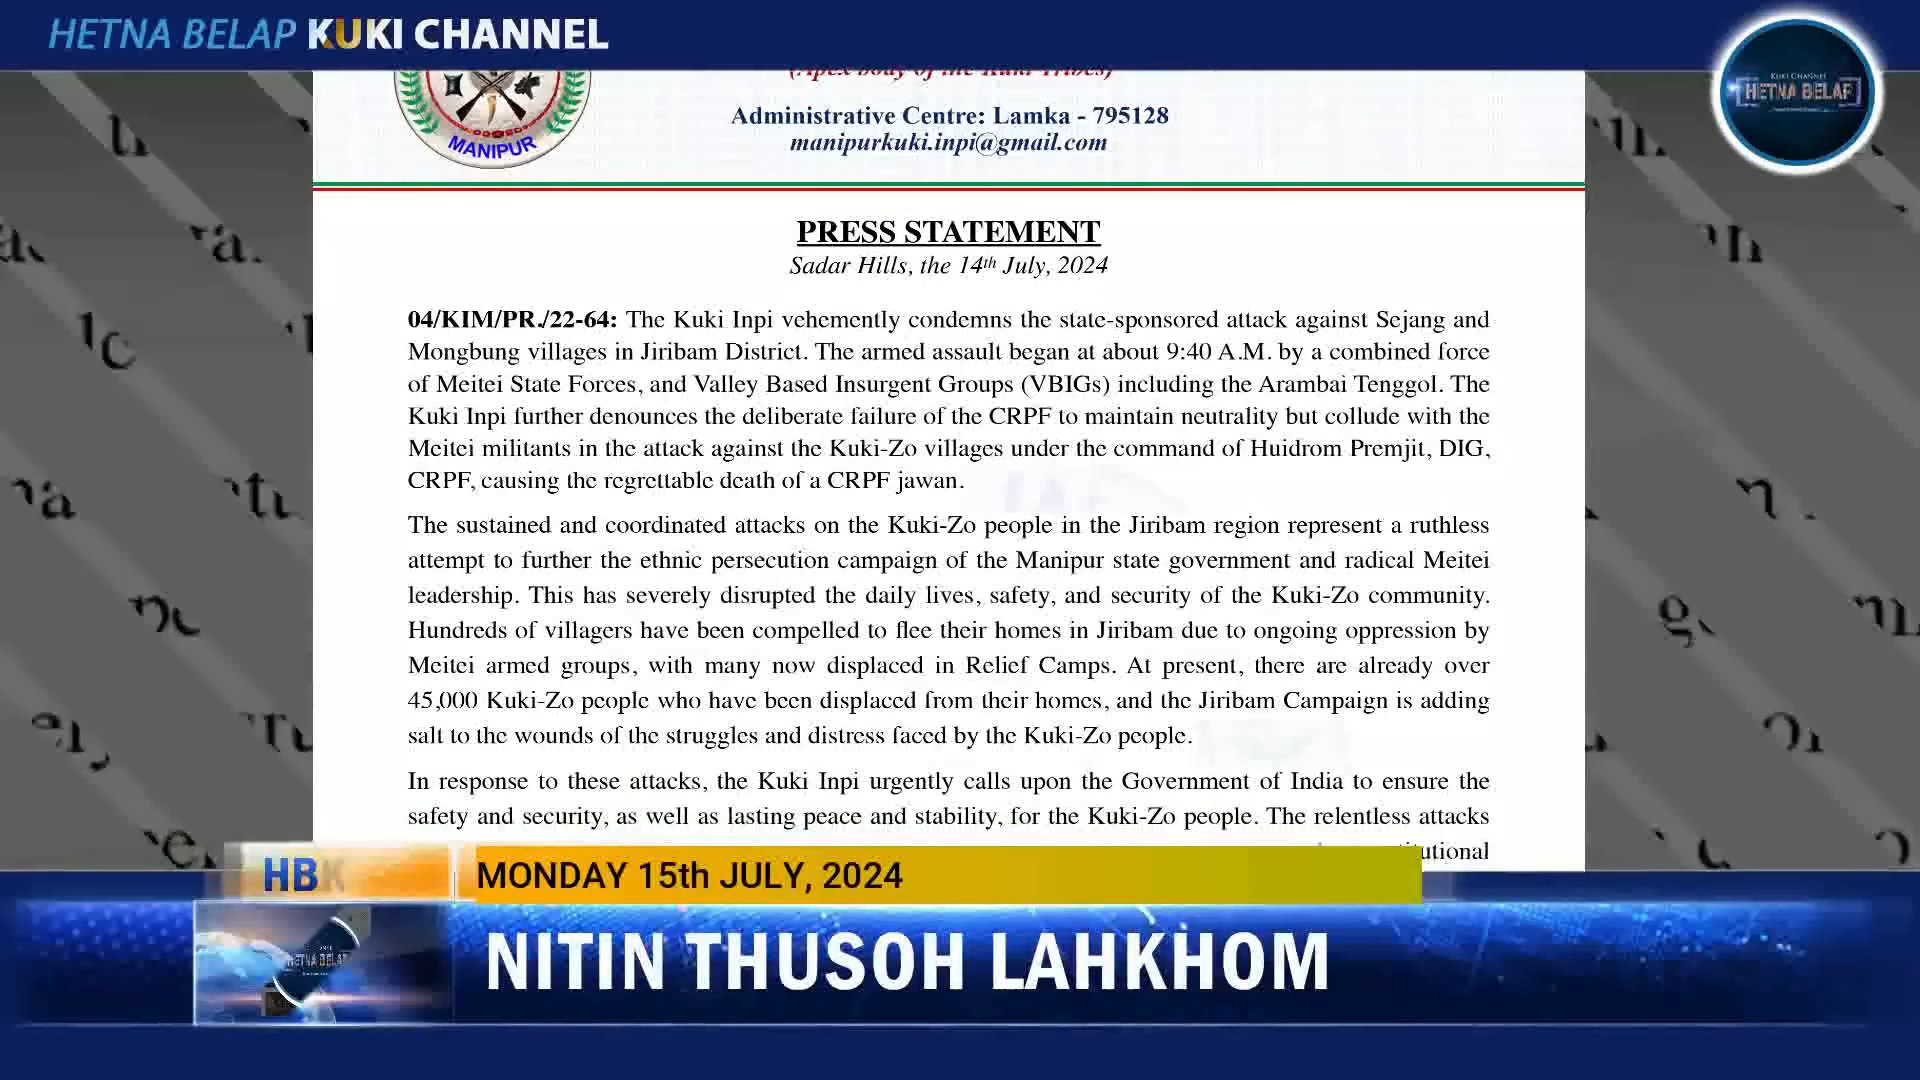 HETNA BELAP KUKI CHANNEL
KUKI CHANNEL
HETNA BELAP
(Apex body of the Kuki Tribes)
Administrative Centre: Lamka - 795128
manipurkuki.inpi@gmail.com
MANIPUR
PRESS STATEMENT
Sadar Hills, the 14th July, 2024
04/KIM/PR./22-64: The Kuki Inpi vehemently condemns the state-sponsored attack against Sejang and
Mongbung villages in Jiribam District. The armed assault began at about 9:40 A.M. by a combined force
of Meitei State Forces, and Valley Based Insurgent Groups (VBIGs) including the Arambai Tenggol. The
Kuki Inpi further denounces the deliberate failure of the CRPF to maintain neutrality but collude with the
Meitei militants in the attack against the Kuki-Zo villages under the command of Huidrom Premjit, DIG,
CRPF, causing the regrettable death of a CRPF jawan.
The sustained and coordinated attacks on the Kuki-Zo people in the Jiribam region represent a ruthless
attempt to further the ethnic persecution campaign of the Manipur state government and radical Meitei
leadership. This has severely disrupted the daily lives, safety, and security of the Kuki-Zo community.
Hundreds of villagers have been compelled to flee their homes in Jiribam due to ongoing oppression by
Meitei armed groups, with many now displaced in Relief Camps. At present, there are already over
45,000 Kuki-Zo people who have been displaced from their homes, and the Jiribam Campaign is adding
salt to the wounds of the struggles and distress faced by the Kuki-Zo people.
In response to these attacks, the Kuki Inpi urgently calls upon the Government of India to ensure the
safety and security, as well as lasting peace and stability, for the Kuki-Zo people. The relentless attacks
HBK
MONDAY 15th JULY, 2024
HETNA BELAP
NITIN THUSOH LAHKHOM